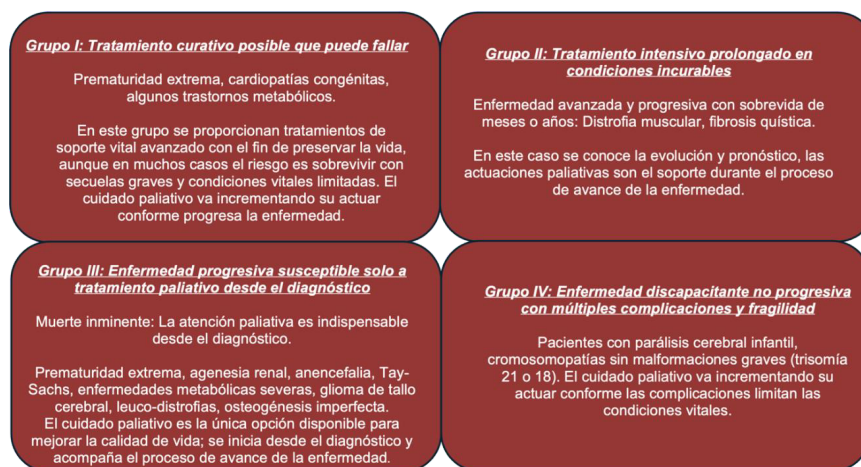 Grupo I: Tratamiento curativo posible que puede fallar
Prematuridad extrema, cardiopatías congénitas,
algunos trastornos metabólicos.
En este grupo se proporcionan tratamientos de
soporte vital avanzado con el fin de preservar la vida,
aunque en muchos casos el riesgo es sobrevivir con
secuelas graves y condiciones vitales limitadas. El
cuidado paliativo va incrementando su actuar
conforme progresa la enfermedad.
Grupo II: Tratamiento intensivo prolongado en
condiciones incurables
Enfermedad avanzada y progresiva con sobrevida de
meses o años: Distrofia muscular, fibrosis quística.
En este caso se conoce la evolución y pronóstico, las
actuaciones paliativas son el soporte durante el proceso
de avance de la enfermedad.
Grupo III: Enfermedad progresiva susceptible solo a
tratamiento paliativo desde el diagnóstico
Muerte inminente: La atención paliativa es indispensable
desde el diagnóstico.
Prematuridad extrema, agenesia renal, anencefalia, Tay-
Sachs, enfermedades metabólicas severas, glioma de tallo
cerebral, leuco-distrofias, osteogénesis imperfecta.
El cuidado paliativo es la única opción disponible para
mejorar la calidad de vida; se inicia desde el diagnóstico y
acompaña el proceso de avance de la enfermedad.
Grupo IV: Enfermedad discapacitante no progresiva
con múltiples complicaciones y fragilidad
Pacientes con parálisis cerebral infantil,
cromosomopatías sin malformaciones graves (trisomía
21 o 18). El cuidado paliativo va incrementando su
actuar conforme las complicaciones limitan las
condiciones vitales.